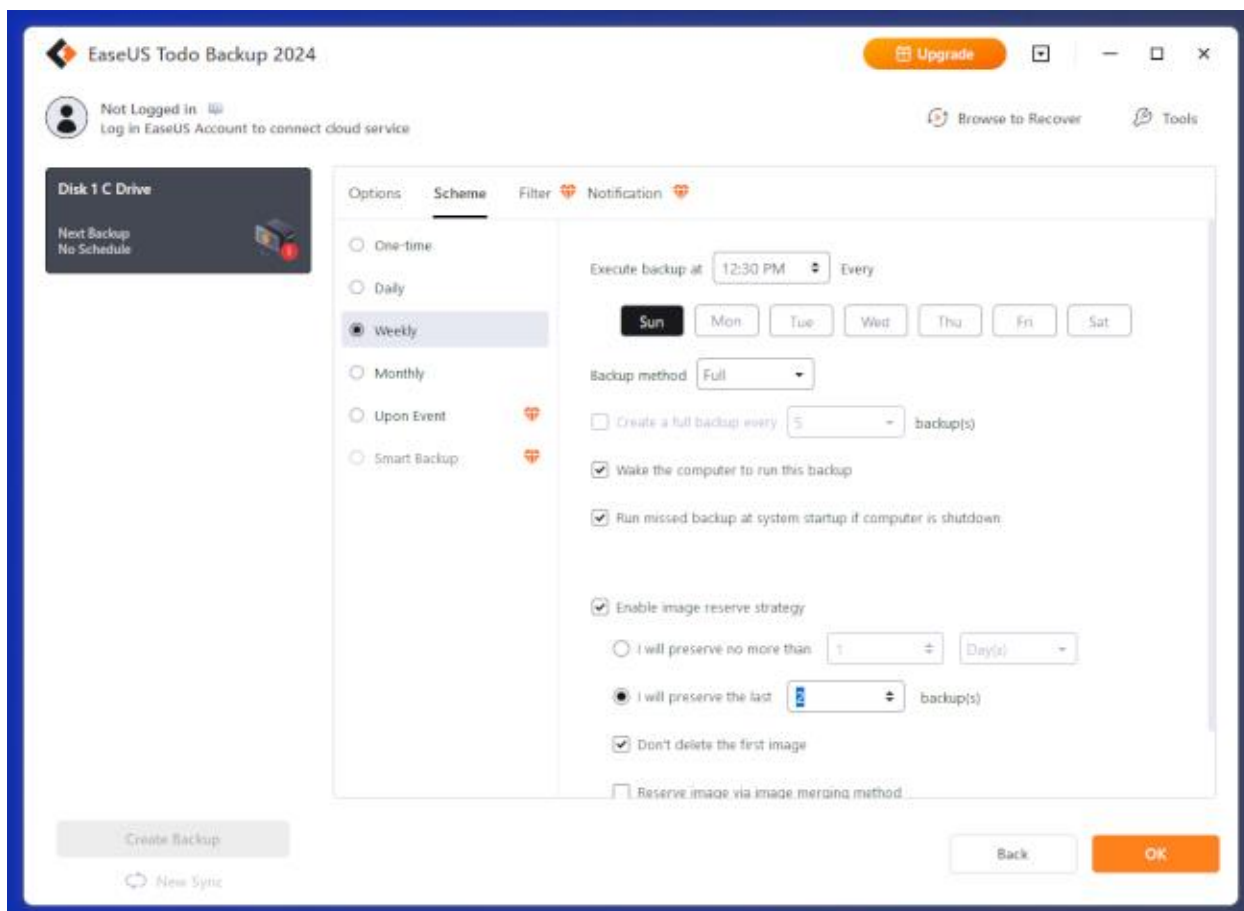 EaseUS Todo Backup 2024
Upgrade
Not Logged in
Log in EaseUS Account to connect cloud service
Browse to Recover
Tools
Disk 1 C Drive
Next Backup
No Schedule
Options Scheme Filter Notification
One-time
Daily
Weekly
Monthly
Upon Event
Smart Backup
Execute backup at 12:30 PM Every
Sun Mon Tue Wed Thu Fri Sat
Backup method Full
Create a full backup every 5 backup(s)
Wake the computer to run this backup
Run missed backup at system startup if computer is shutdown
Enable image reserve strategy
I will preserve no more than 1 Day(s)
I will preserve the last 2 backup(s)
Don't delete the first image
Reserve image via image merging method
Create Backup
New Sync
Back
OK